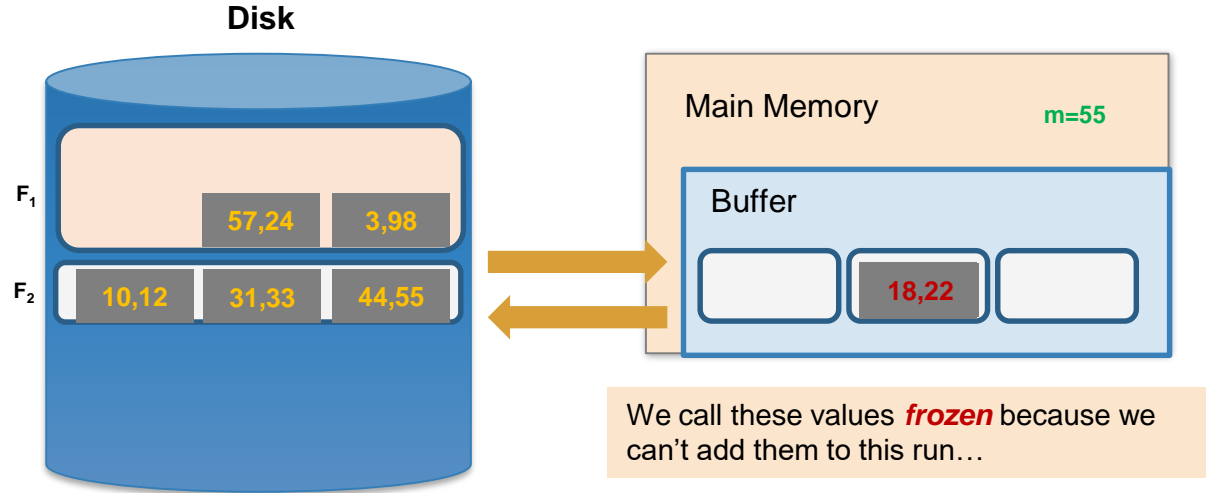 Disk
Main Memory
m=55
F1
57,24
3,98
Buffer
F2
10,12
31,33
44,55
18,22
We call these values frozen because we
can’t add them to this run…